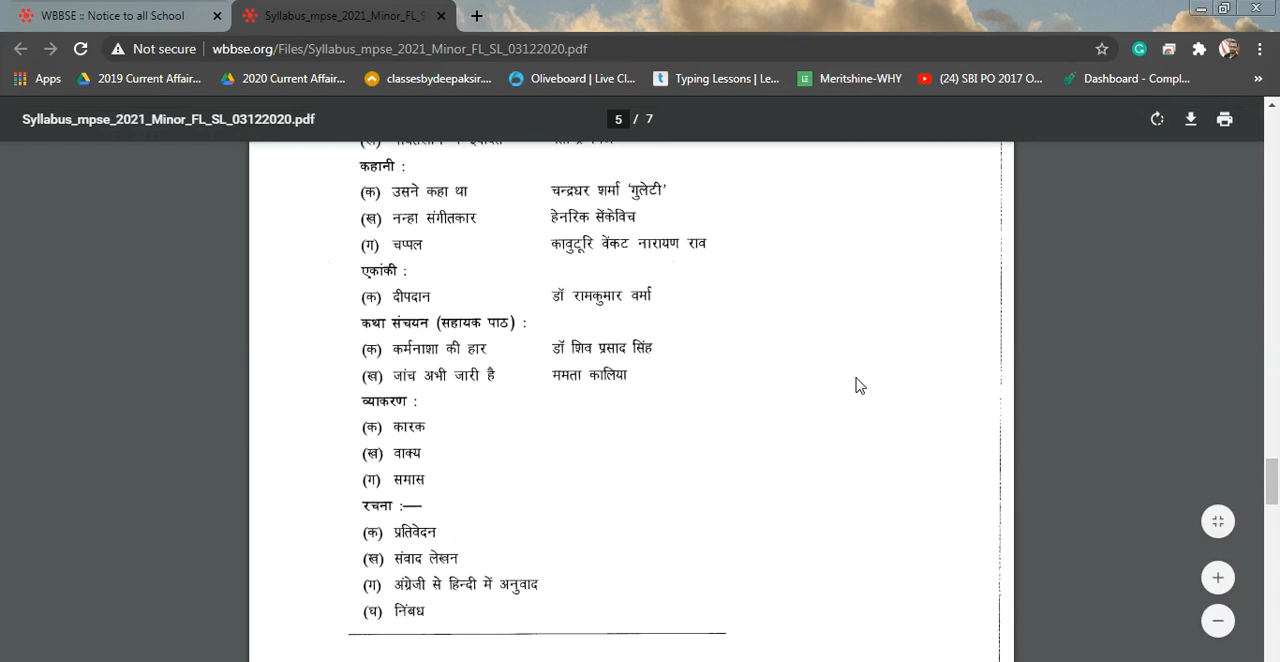 WBBSE :: Notice to all School
Syllabus_mpse_2021_Minor_FL_S
Not secure wbbse.org/Files/Syllabus_mpse_2021_Minor_FL_SL_03122020.pdf
Apps 2019 Current Affair... 2020 Current Affair... classesbydeepaksir.... Oliveboard | Live Cl... Typing Lessons | Le... Meritshine-WHY (24) SBI PO 2017 O... Dashboard - Compl... »
Syllabus_mpse_2021_Minor_FL_SL_03122020.pdf 5 / 7
कहानी :
(क) उसने कहा था चन्द्रघर शर्मा ‘गुलेटी’
(ख) नन्हा संगीतकार हेनरिक सेंकेविच
(ग) चप्पल कावुटूरि वेंकट नारायण राव
एकांकी :
(क) दीपदान डॉ रामकुमार वर्मा
कथा संचयन (सहायक पाठ) :
(क) कर्मनाशा की हार डॉ शिव प्रसाद सिंह
(ख) जांच अभी जारी है ममता कालिया
व्याकरण :
(क) कारक
(ख) वाक्य
(ग) समास
रचना :—
(क) प्रतिवेदन
(ख) संवाद लेखन
(ग) अंग्रेजी से हिन्दी में अनुवाद
(घ) निंबध